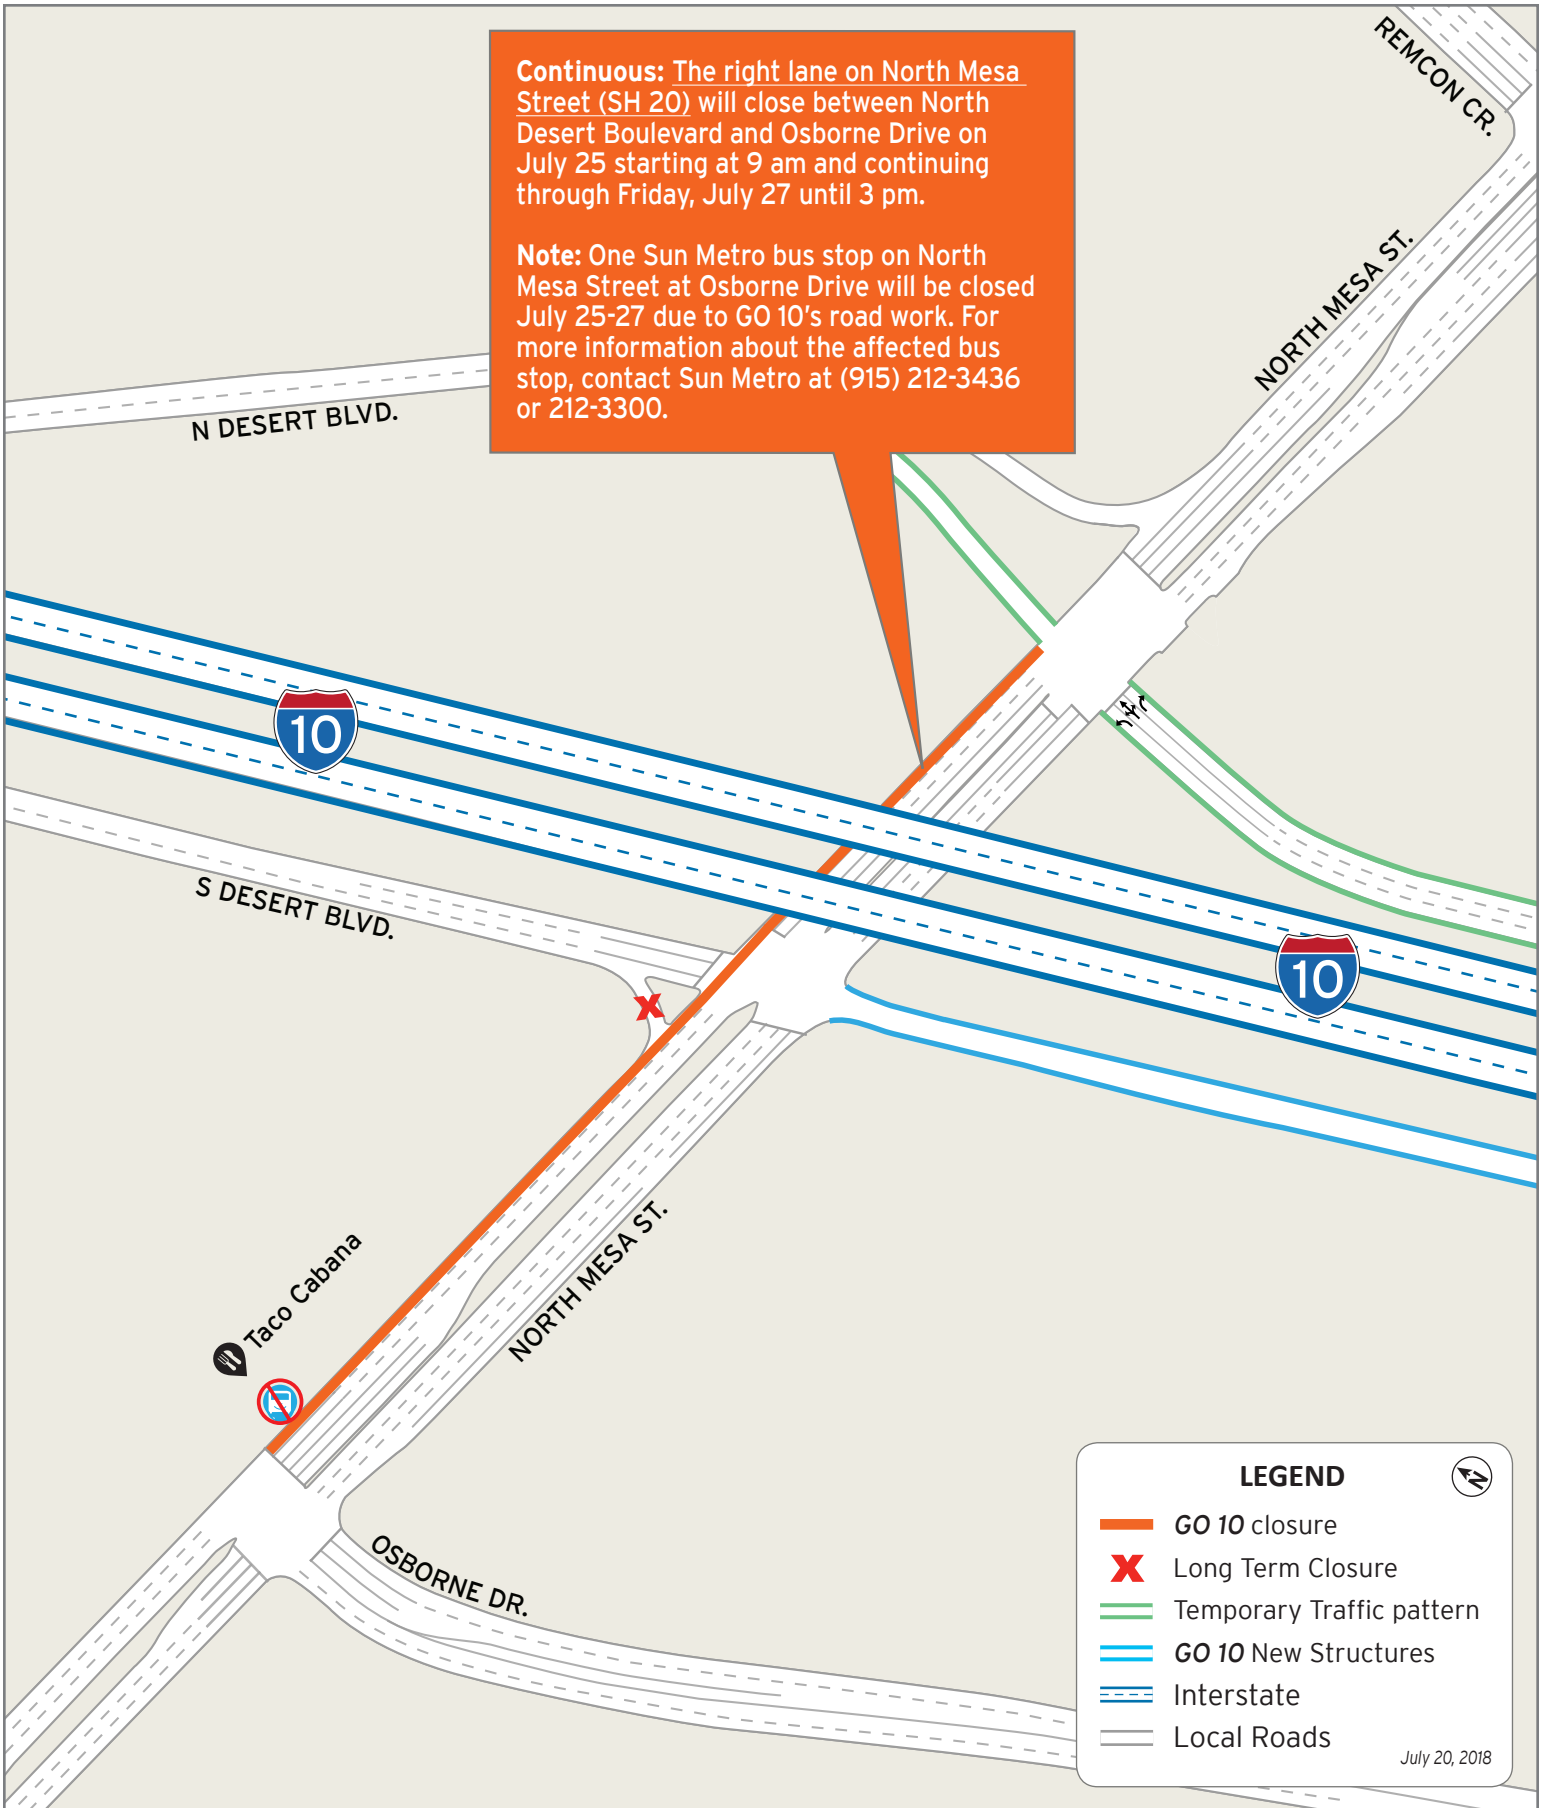 REMCON CR.
Continuous: The right lane on North Mesa
Street (SH 20) will close between North
Desert Boulevard and Osborne Drive on
July 25 starting at 9 am and continuing
through Friday, July 27 until 3 pm.
Note: One Sun Metro bus stop on North
Mesa Street at Osborne Drive will be closed
July 25-27 due to GO 10's road work. For
more information about the affected bus
stop, contact Sun Metro at (915) 212-3436
or 212-3300.
NORTH MESA ST.
N DESERT BLVD.
10
S DESERT BLVD.
10
NORTH MESA ST.
Taco Cabana
OSBORNE DR.
LEGEND
N
GO 10 closure
X Long Term Closure
Temporary Traffic pattern
GO 10 New Structures
Interstate
Local Roads
July 20, 2018